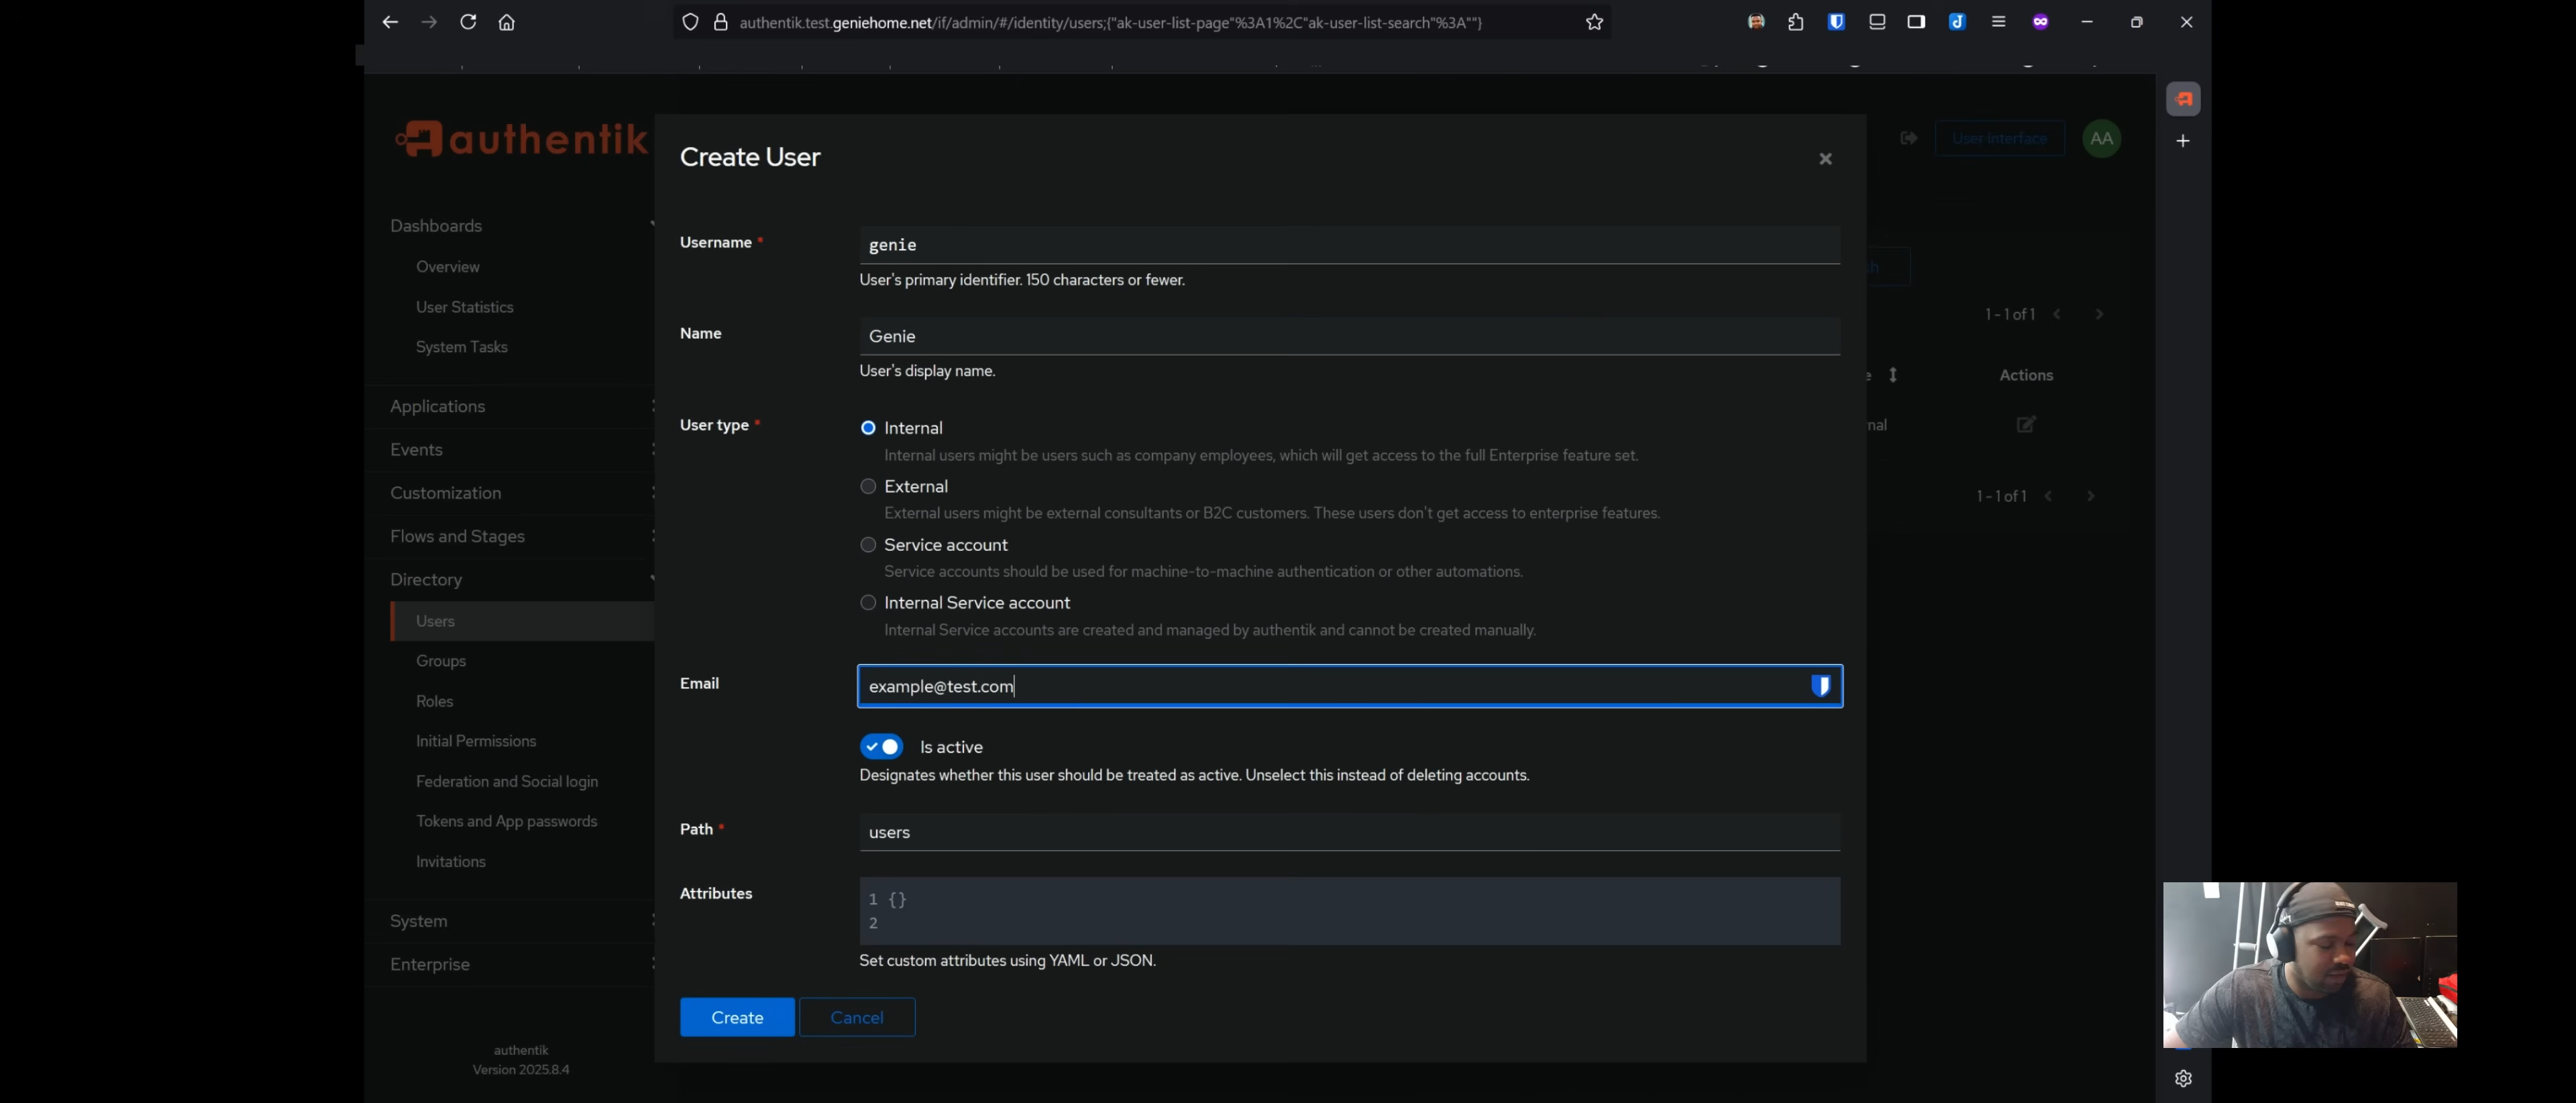 authentik.test.geniehome.net/if/admin/#/identity/users;{"ak-user-list-page"%3A1%2C"ak-user-list-search"%3A""}
authentik
Create User
User interface
AA
Dashboards
Overview
User Statistics
System Tasks
Applications
Events
Customization
Flows and Stages
Directory
Users
Groups
Roles
Initial Permissions
Federation and Social login
Tokens and App passwords
Invitations
System
Enterprise
authentik
Version 2025.8.4
Username *
genie
User's primary identifier. 150 characters or fewer.
Name
Genie
User's display name.
User type *
Internal
Internal users might be users such as company employees, which will get access to the full Enterprise feature set.
External
External users might be external consultants or B2C customers. These users don't get access to enterprise features.
Service account
Service accounts should be used for machine-to-machine authentication or other automations.
Internal Service account
Internal Service accounts are created and managed by authentik and cannot be created manually.
Email
example@test.com
Is active
Designates whether this user should be treated as active. Unselect this instead of deleting accounts.
Path *
users
Attributes
1 {}
2
Set custom attributes using YAML or JSON.
Create
Cancel
1 - 1 of 1
Actions
1 - 1 of 1